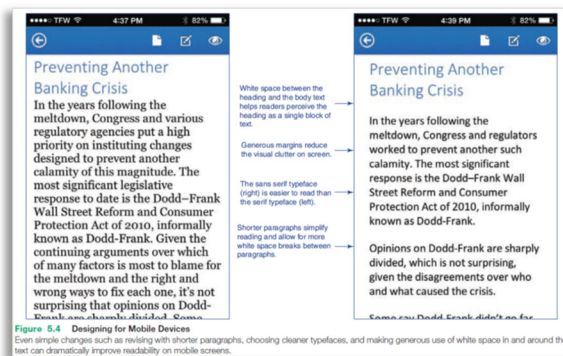 ●●●●○ TFW 4:37 PM 82%
Preventing Another
Banking Crisis
In the years following the
meltdown, Congress and various
regulatory agencies put a high
priority on instituting changes
designed to prevent another
calamity of this magnitude. The
most significant legislative
response to date is the Dodd–Frank
Wall Street Reform and Consumer
Protection Act of 2010, informally
known as Dodd-Frank. Given the
continuing arguments over which
of many factors is most to blame for
the meltdown and the right and
wrong ways to fix each one, it's not
surprising that opinions on Dodd-
Frank are sharply divided. Some
White space between the
heading and the body text
helps readers perceive the
heading as a single block of
text.
Generous margins reduce
the visual clutter on screen.
The sans serif typeface
(right) is easier to read than
the serif typeface (left).
Shorter paragraphs simplify
reading and allow for more
white space breaks between
paragraphs.
●●●●○ TFW 4:39 PM 82%
Preventing Another
Banking Crisis
In the years following the
meltdown, Congress and regulators
worked to prevent another such
calamity. The most significant
response is the Dodd–Frank Wall
Street Reform and Consumer
Protection Act of 2010, informally
known as Dodd-Frank.
Opinions on Dodd-Frank are sharply
divided, which is not surprising,
given the disagreements over who
and what caused the crisis.
Some say Dodd-Frank didn't go far
Figure 5.4 Designing for Mobile Devices
Even simple changes such as revising with shorter paragraphs, choosing cleaner typefaces, and making generous use of white space in and around the
text can dramatically improve readability on mobile screens.